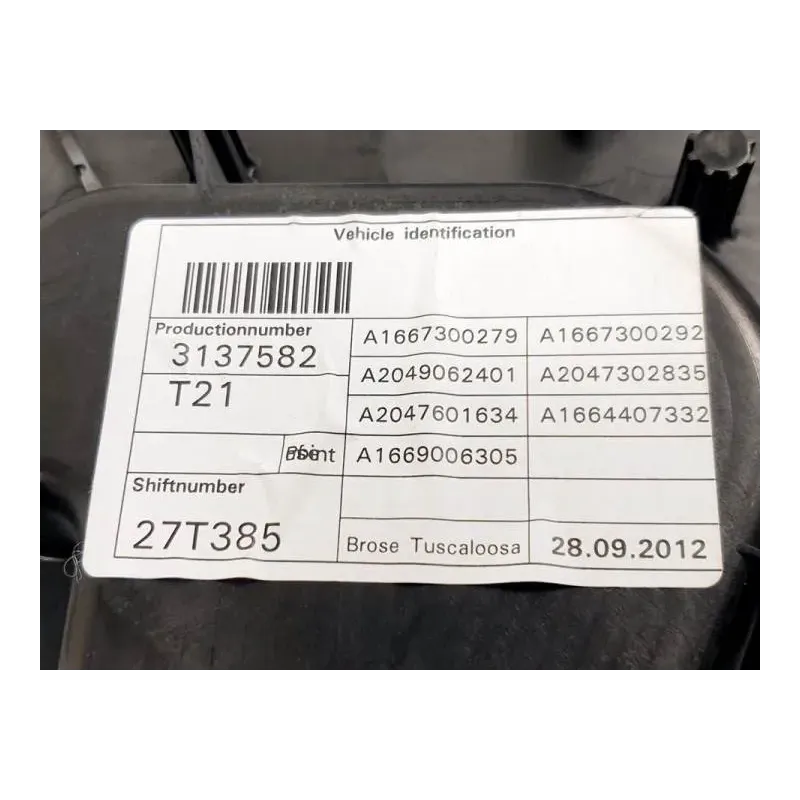 Vehicle identification
Productionnumber
3137582
T21
A1667300279 A1667300292
A2049062401 A2047302835
A2047601634 A1664407332
A1669006305
Shiftnumber
27T385
Brose Tuscaloosa 28.09.2012